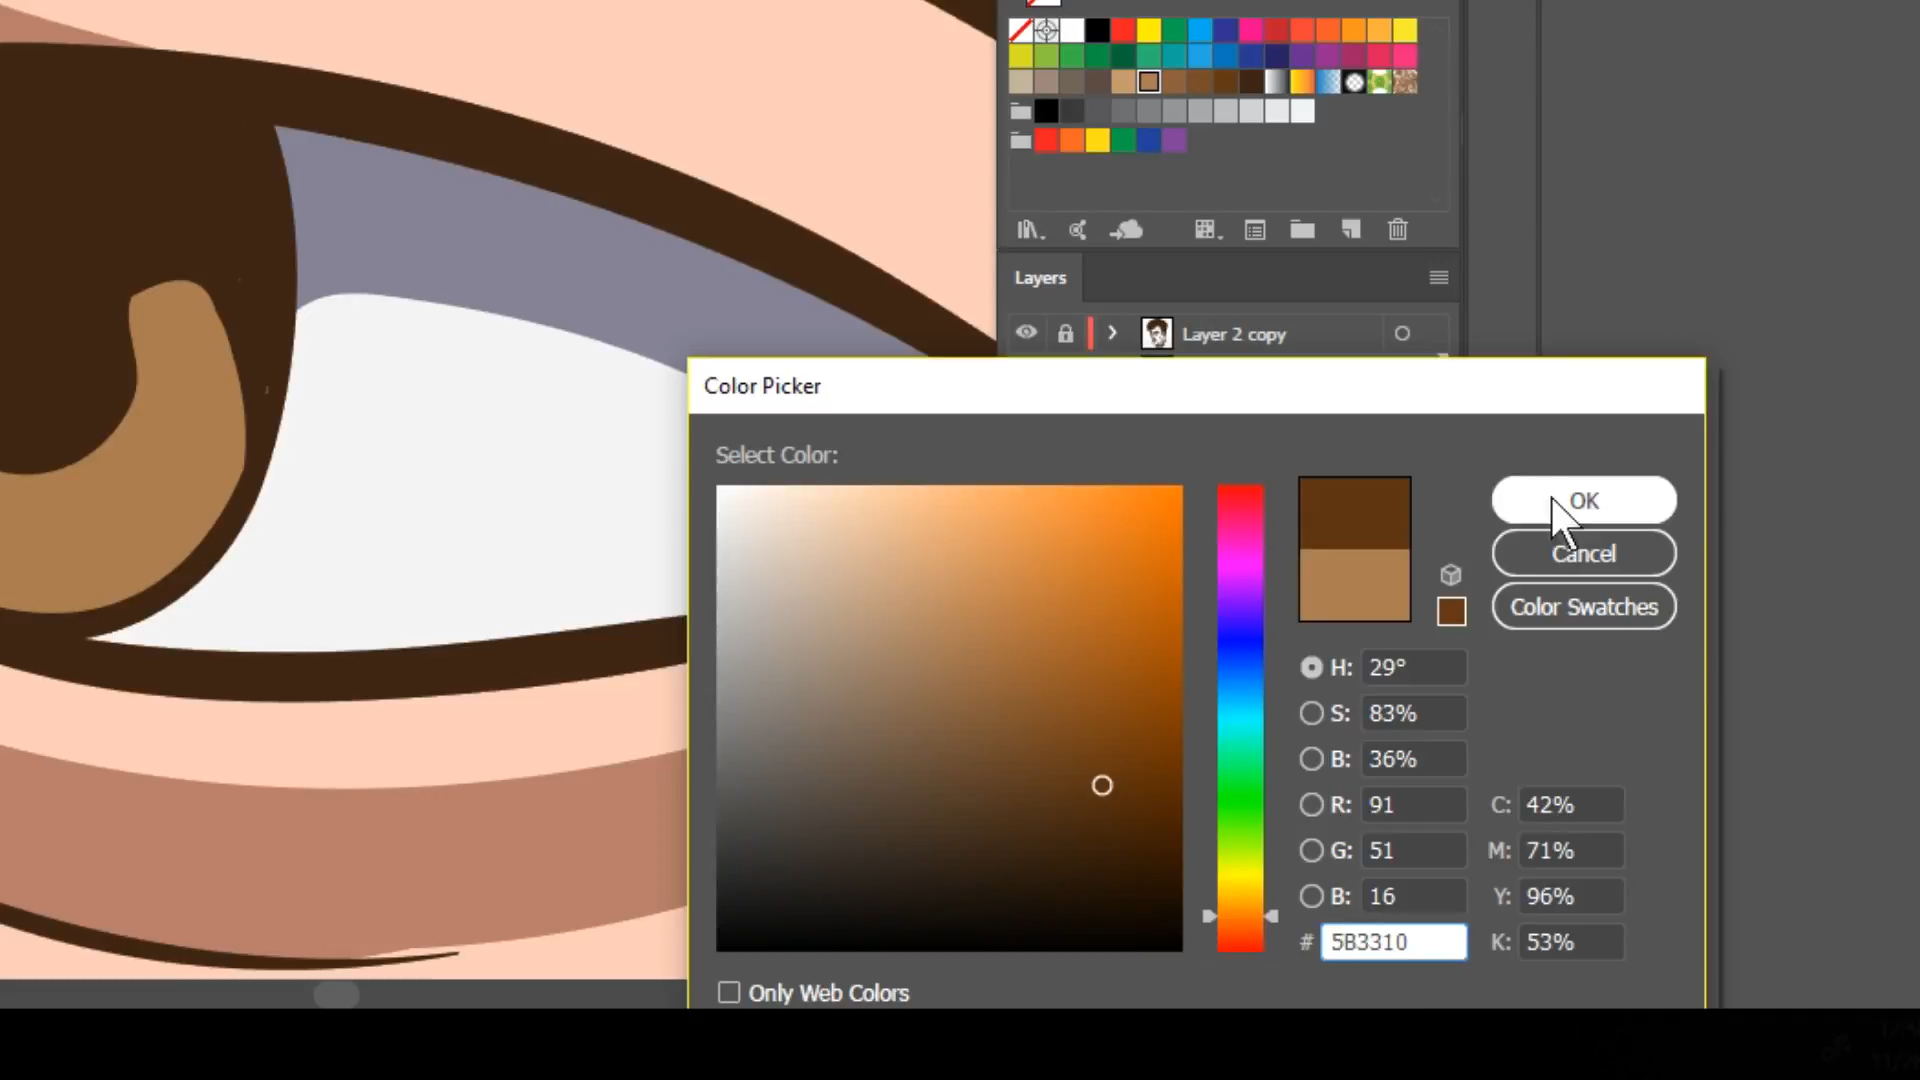 Layers
Layer 2 copy
Color Picker
Select Color:
OK
Cancel
Color Swatches
H: 29°
S: 83%
B: 36%
R: 91 C: 42%
G: 51 M: 71%
B: 16 Y: 96%
# 5B3310 K: 53%
Only Web Colors